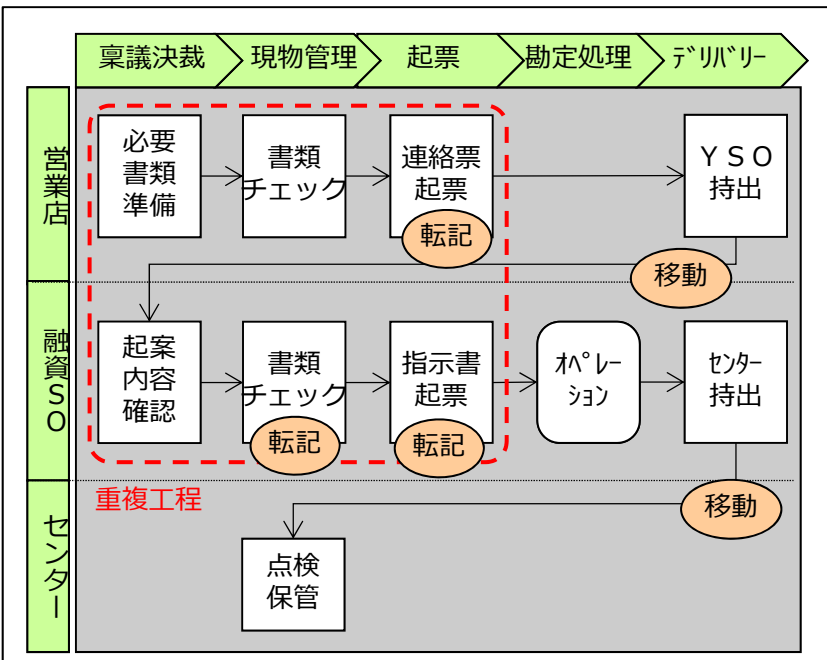 稟議決裁
現物管理
起票
勘定処理
ﾃﾞﾘﾊﾞﾘｰ
営業店
必要
書類
準備
書類
チェック
連絡票
起票
転記
ＹＳＯ
持出
移動
融資ＳＯ
起案
内容
確認
書類
チェック
転記
指示書
起票
転記
ｵﾍﾟﾚｰ
ｼｮﾝ
ｾﾝﾀｰ
持出
重複工程
移動
センター
点検
保管